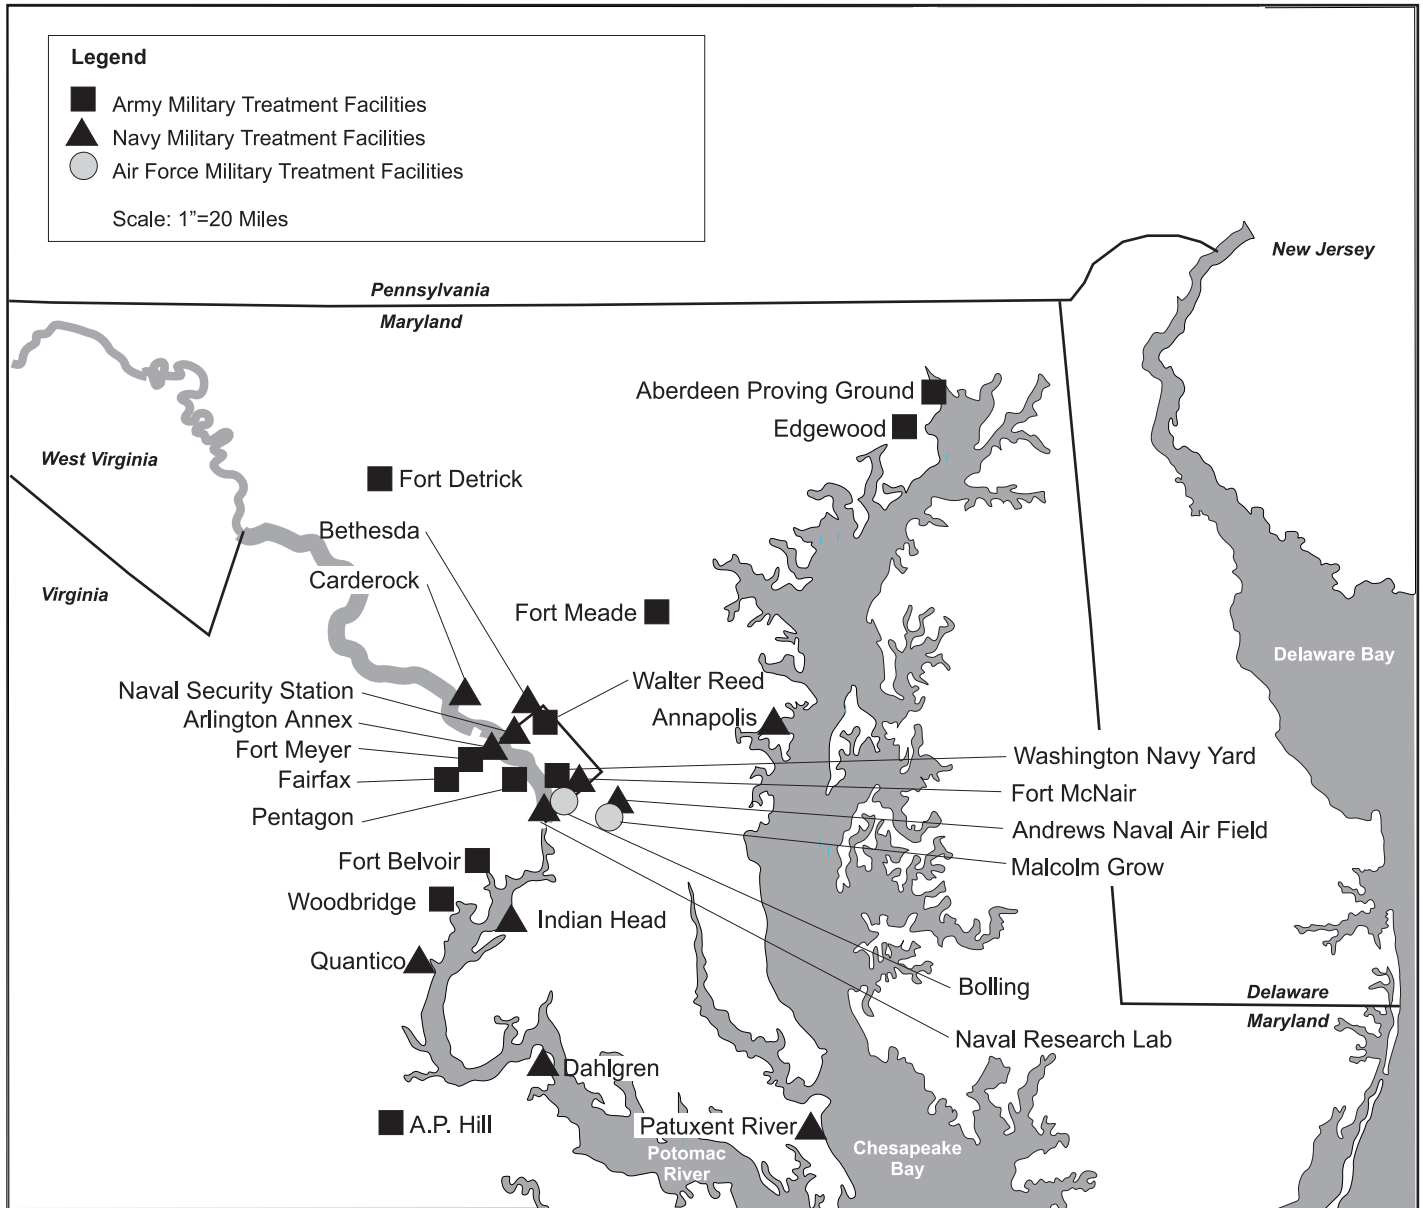 Legend
Army Military Treatment Facilities
Navy Military Treatment Facilities
Air Force Military Treatment Facilities
Scale: 1”=20 Miles
New Jersey
Pennsylvania
Maryland
Aberdeen Proving Ground
Edgewood
West Virginia
Fort Detrick
Bethesda
Carderock
Virginia
Fort Meade
Delaware Bay
Walter Reed
Naval Security Station
Annapolis
Arlington Annex
Fort Meyer
Washington Navy Yard
Fairfax
Fort McNair
Pentagon
Andrews Naval Air Field
Fort Belvoir
Malcolm Grow
Woodbridge
Indian Head
Quantico
Bolling
Delaware
Maryland
Naval Research Lab
Dahlgren
A.P. Hill
Patuxent River
Potomac
River
Chesapeake
Bay